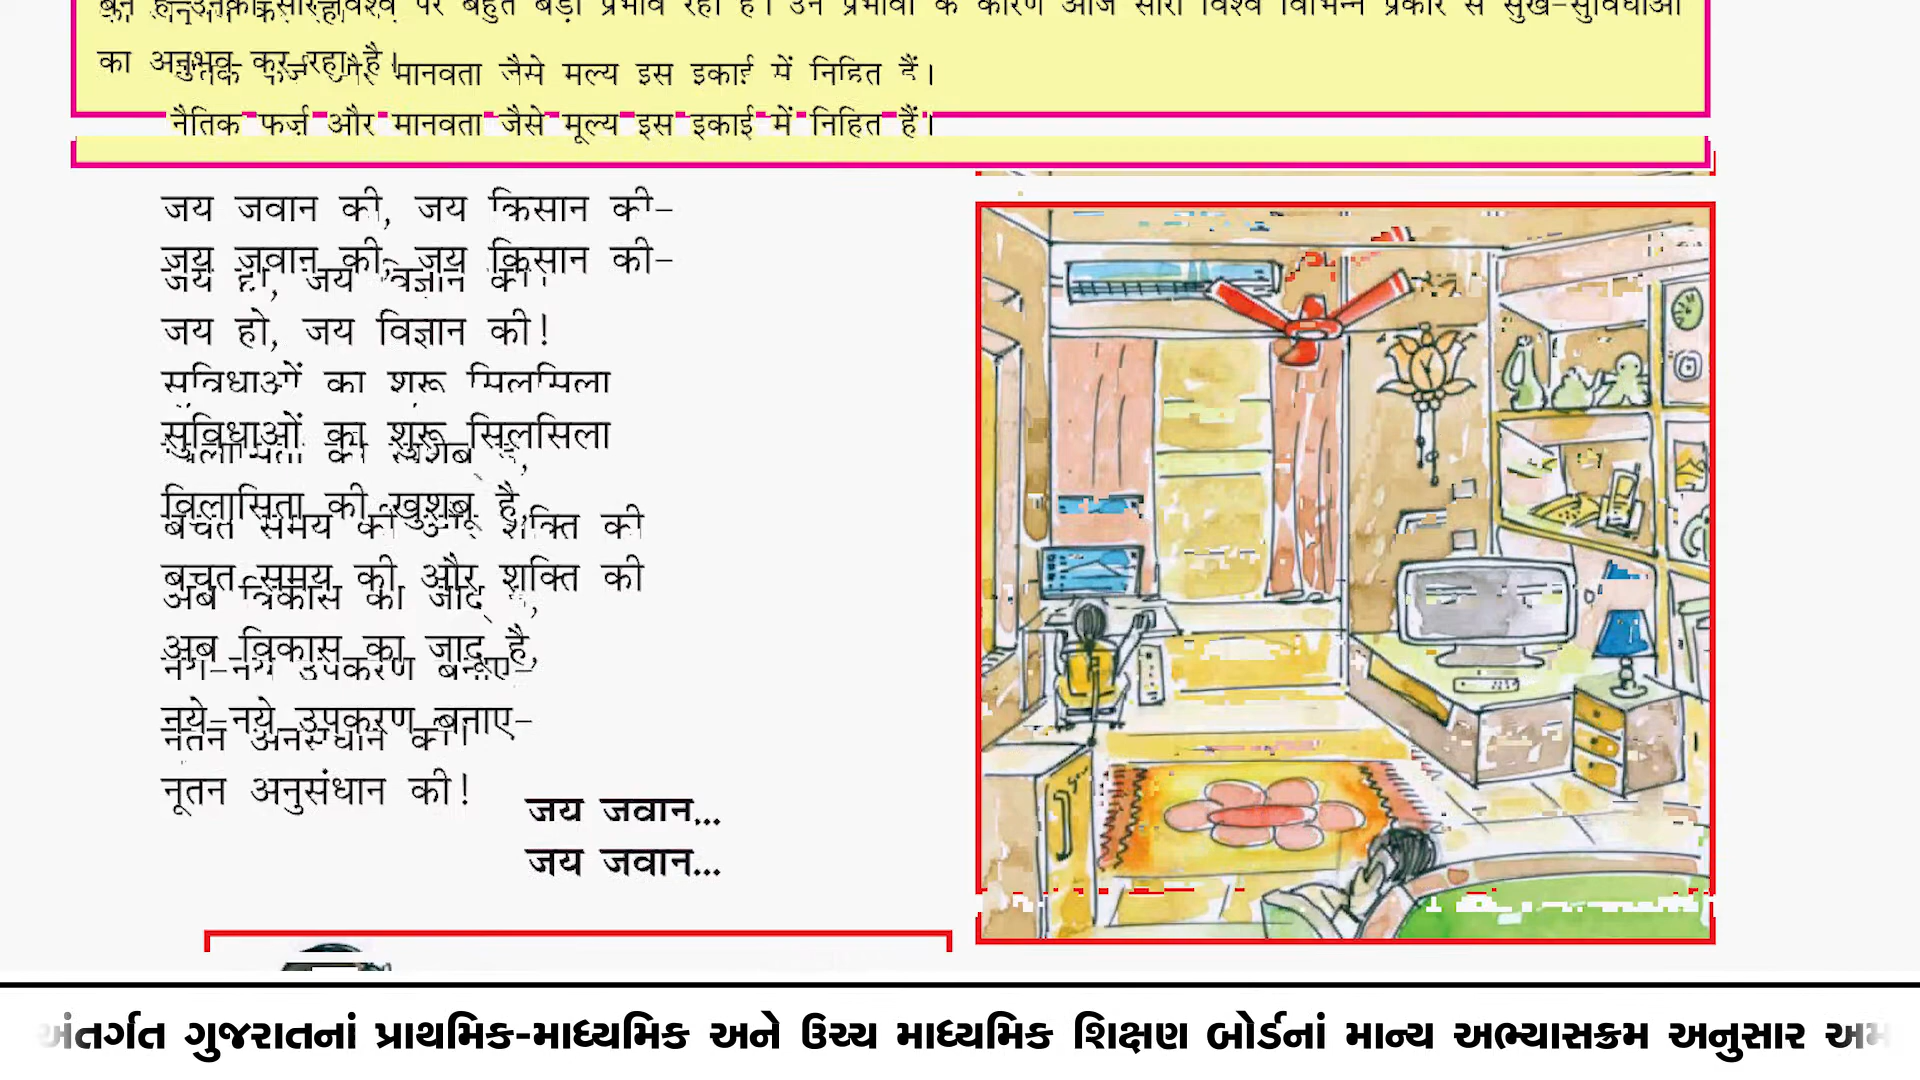 का अनुभव कर रहा है।
नैतिक फर्ज़ और मानवता जैसे मूल्य इस इकाई में निहित हैं।
जय जवान की, जय किसान की–
जय हो, जय विज्ञान की!
सुविधाओं का शुरू सिलसिला
विलासिता की खुशबू है,
बचत समय की और शक्ति की
अब विकास का जादू है,
नये–नये उपकरण बनाए–
नूतन अनुसंधान की!
जय जवान...
અંતર્ગત ગુજરાતનાં પ્રાથમિક-માધ્યમિક અને ઉચ્ચ માધ્યમિક શિક્ષણ બોર્ડનાં માન્ય અભ્યાસક્રમ અનુસાર